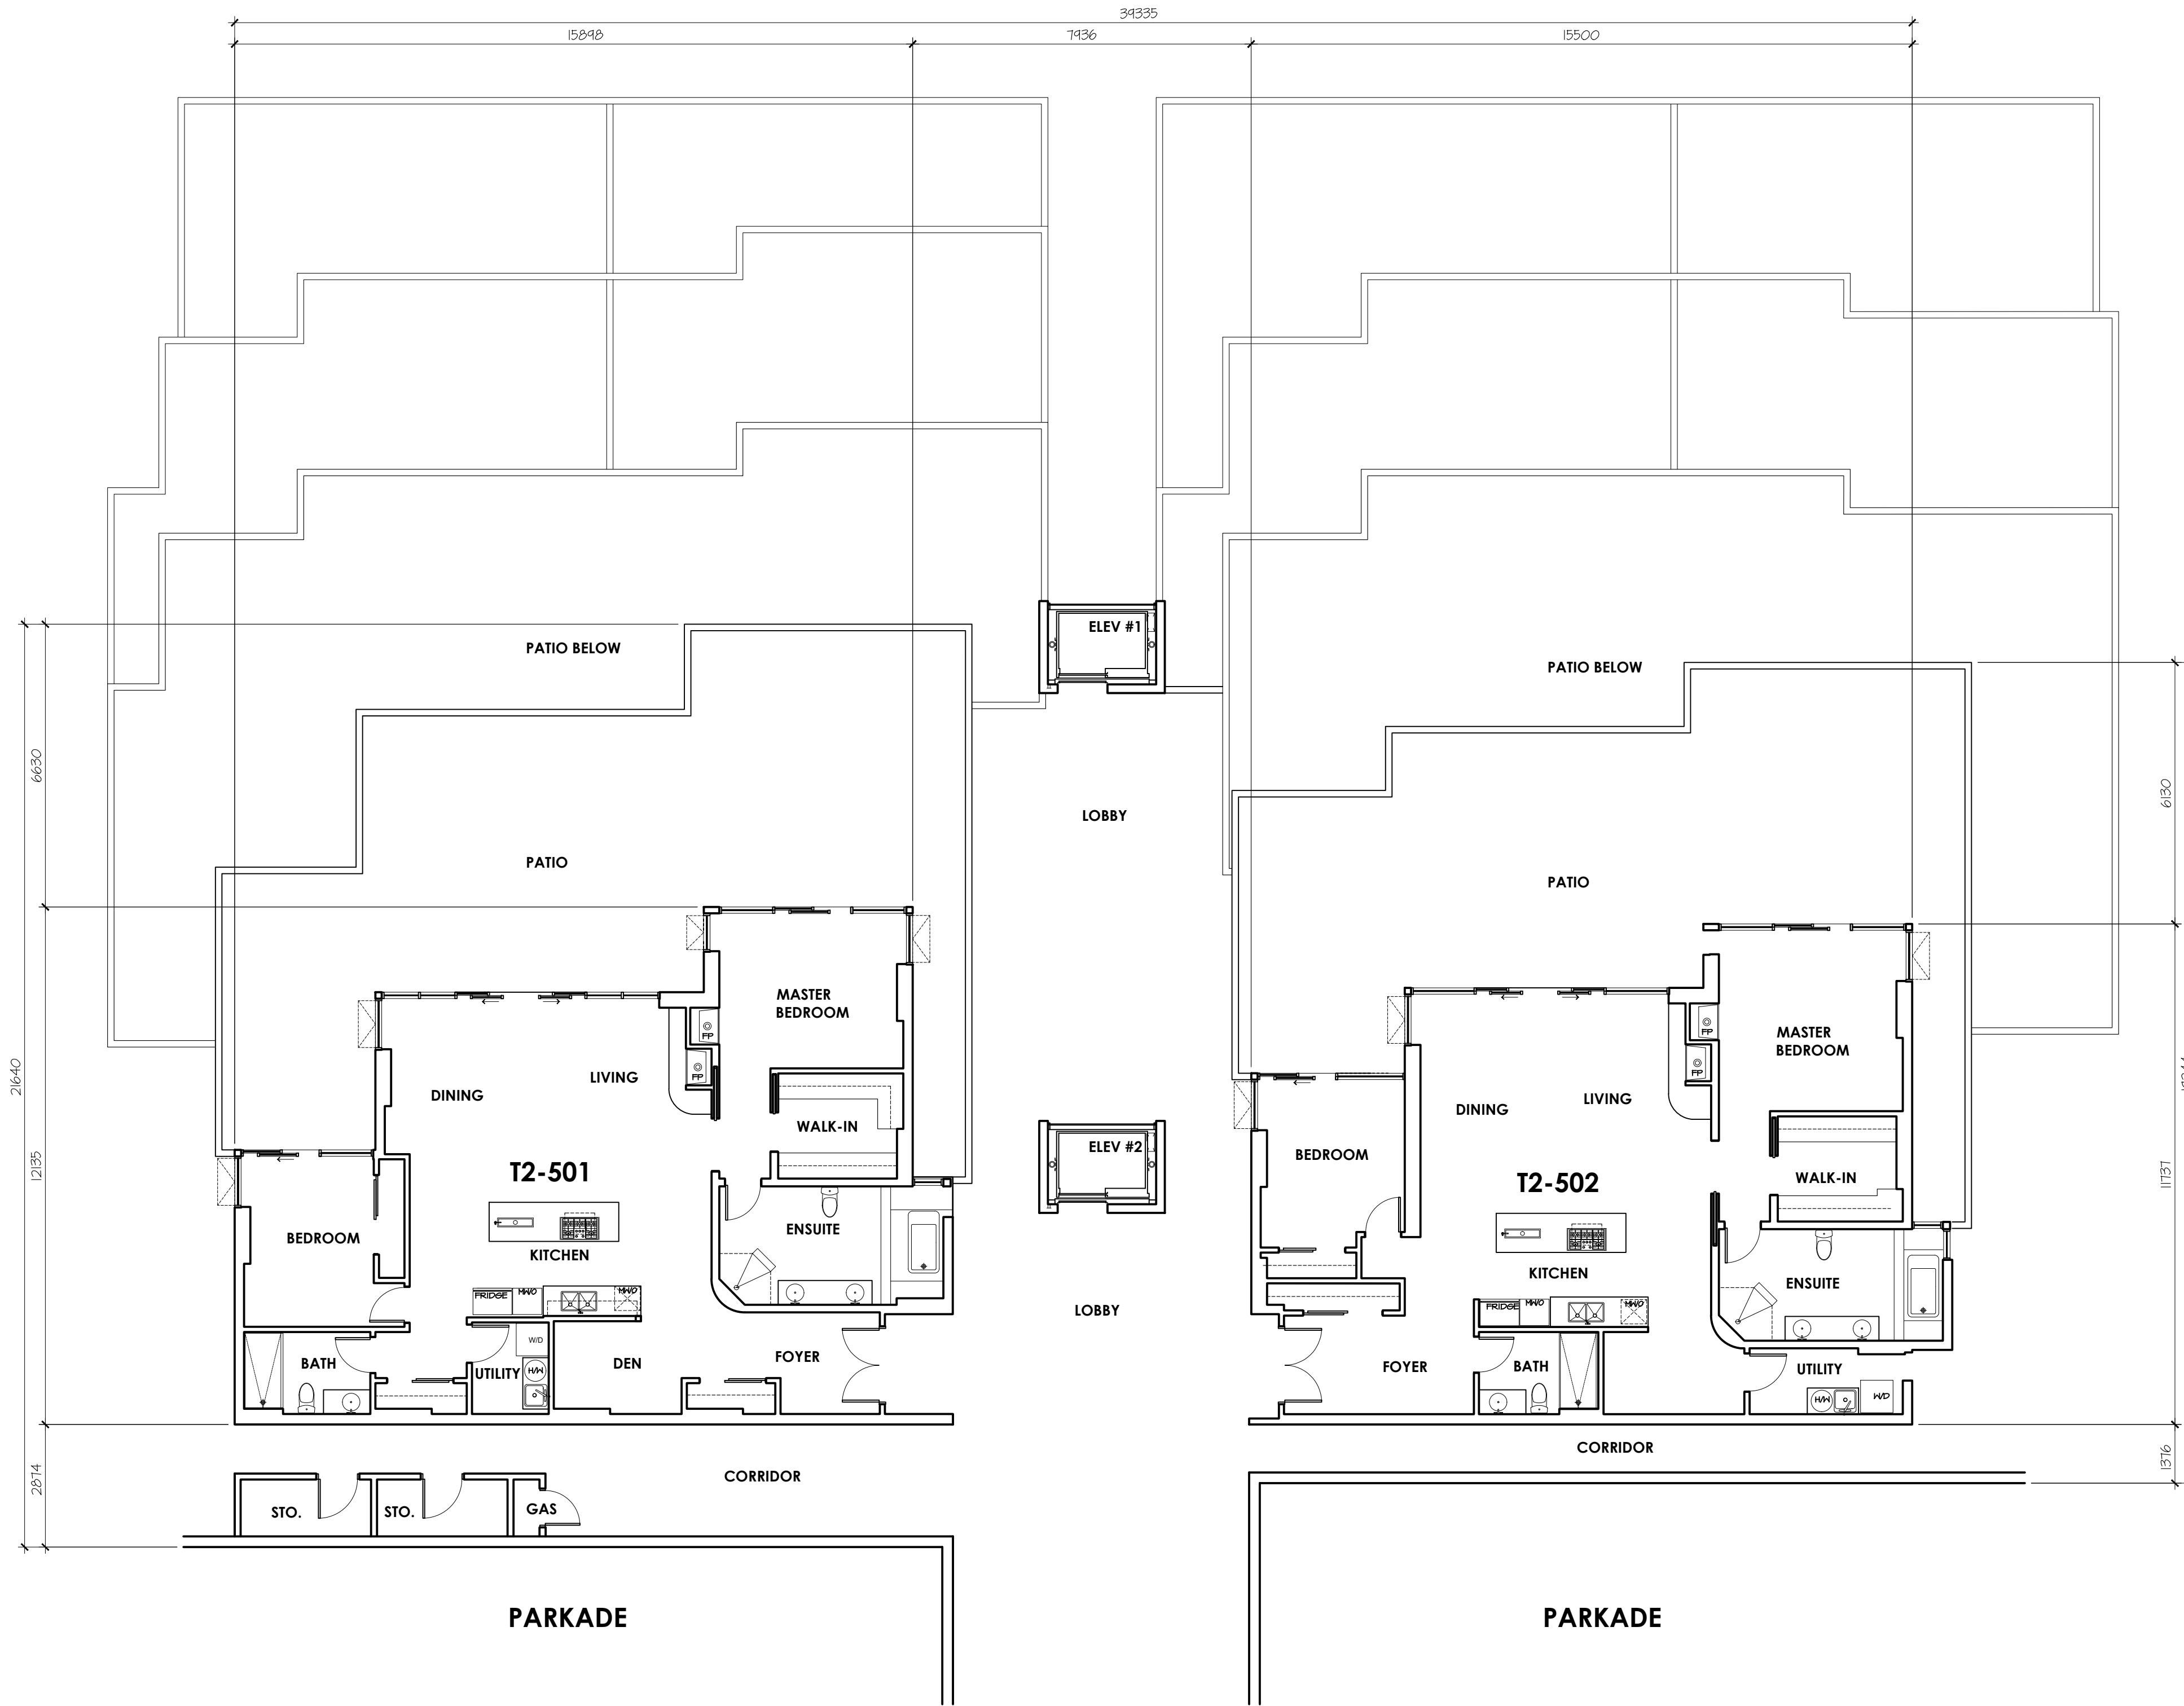 39335
15898
7936
15500
ELEV #1
PATIO BELOW
PATIO BELOW
6630
6130
LOBBY
PATIO
PATIO
MASTER
BEDROOM
MASTER
BEDROOM
FP
FP
FP
FP
LIVING
DINING
LIVING
DINING
21640
12135
11737
WALK-IN
ELEV #2
BEDROOM
T2-501
WALK-IN
T2-502
ENSUITE
BEDROOM
KITCHEN
KITCHEN
ENSUITE
FRIDGE
MWO
MWO
FRIDGE
MWO
MWO
LOBBY
W/D
BATH
UTILITY
H/W
DEN
FOYER
FOYER
BATH
UTILITY
H/W
W/D
CORRIDOR
CORRIDOR
2874
1376
STO.
STO.
GAS
PARKADE
PARKADE